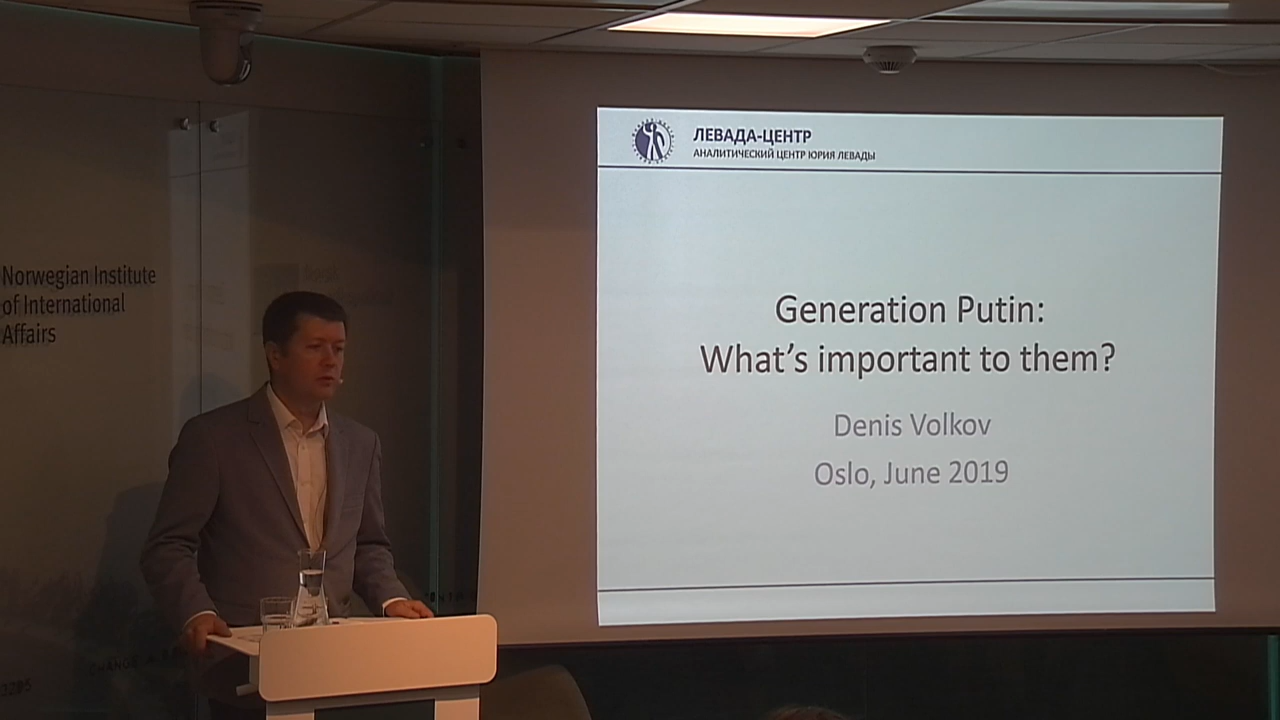 Norwegian Institute
of International
Affairs
ЛЕВАДА-ЦЕНТР
АНАЛИТИЧЕСКИЙ ЦЕНТР ЮРИЯ ЛЕВАДЫ
Generation Putin:
What's important to them?
Denis Volkov
Oslo, June 2019